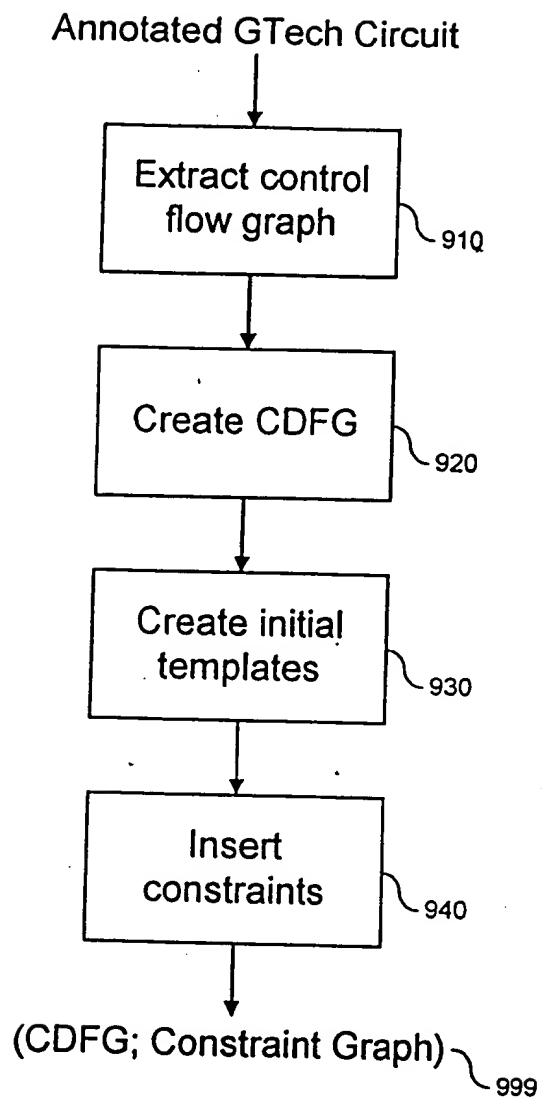 Annotated GTech Circuit
Extract control
flow graph
910
Create CDFG
920
Create initial
templates
930
Insert
constraints
940
(CDFG; Constraint Graph)
999